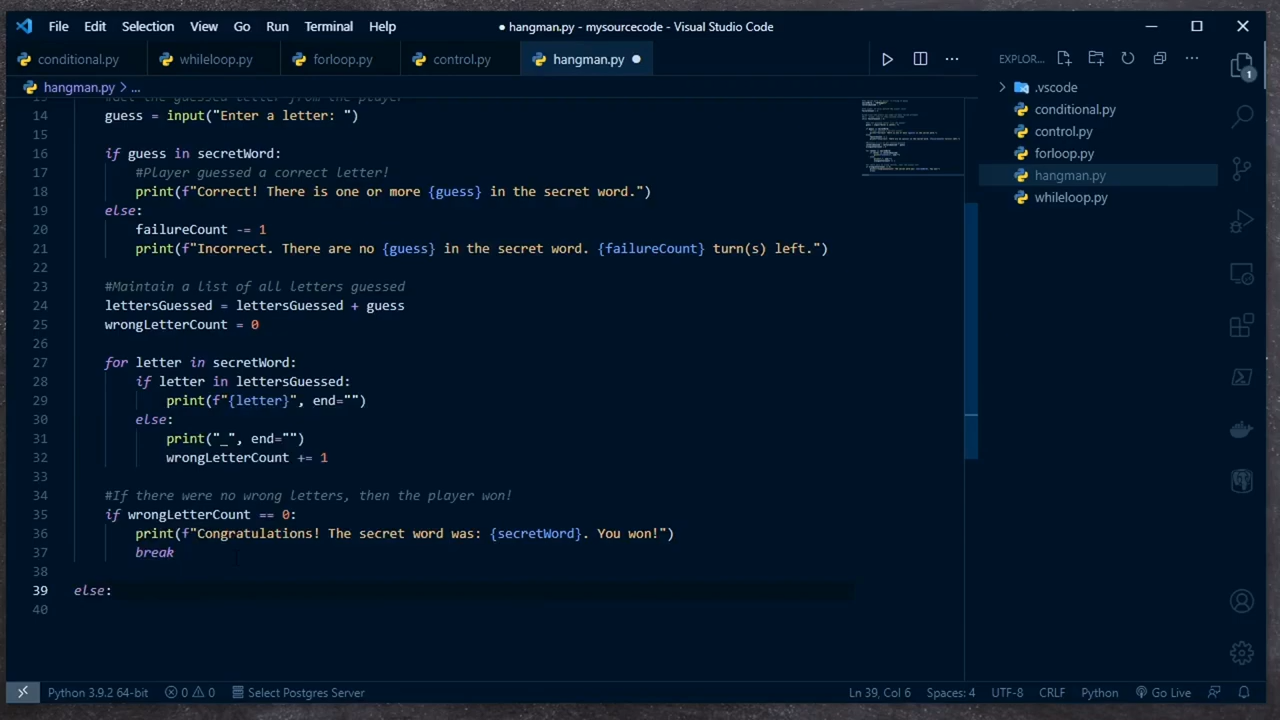 File Edit Selection View Go Run Terminal Help
● hangman.py - mysourcecode - Visual Studio Code
conditional.py whileloop.py forloop.py control.py hangman.py
EXPLOR...
1
hangman.py > ...
.vscode
conditional.py
control.py
forloop.py
hangman.py
whileloop.py
13 #Get the guessed letter from the player
14 guess = input("Enter a letter: ")
15
16 if guess in secretWord:
17 #Player guessed a correct letter!
18 print(f"Correct! There is one or more {guess} in the secret word.")
19 else:
20 failureCount -= 1
21 print(f"Incorrect. There are no {guess} in the secret word. {failureCount} turn(s) left.")
22
23 #Maintain a list of all letters guessed
24 lettersGuessed = lettersGuessed + guess
25 wrongLetterCount = 0
26
27 for letter in secretWord:
28 if letter in lettersGuessed:
29 print(f"{letter}", end="")
30 else:
31 print("_", end="")
32 wrongLetterCount += 1
33
34 #If there were no wrong letters, then the player won!
35 if wrongLetterCount == 0:
36 print(f"Congratulations! The secret word was: {secretWord}. You won!")
37 break
38
39 else:
40
Python 3.9.2 64-bit 0 0 Select Postgres Server Ln 39, Col 6 Spaces: 4 UTF-8 CRLF Python Go Live